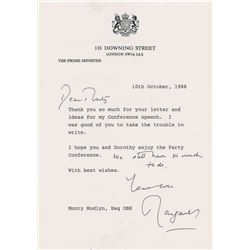 10 DOWNING STREET
LONDON SW1A 2AA
THE PRIME MINISTER
10th October, 1988
Dear Monty
Thank you so much for your letter and
ideas for my Conference speech. I
was good of you to take the trouble to
write.
I hope you and Dorothy enjoy the Party
Conference. We still have so much
to do.
With best wishes.
Yours ever
Margaret
Monty Modlyn, Esq OBE